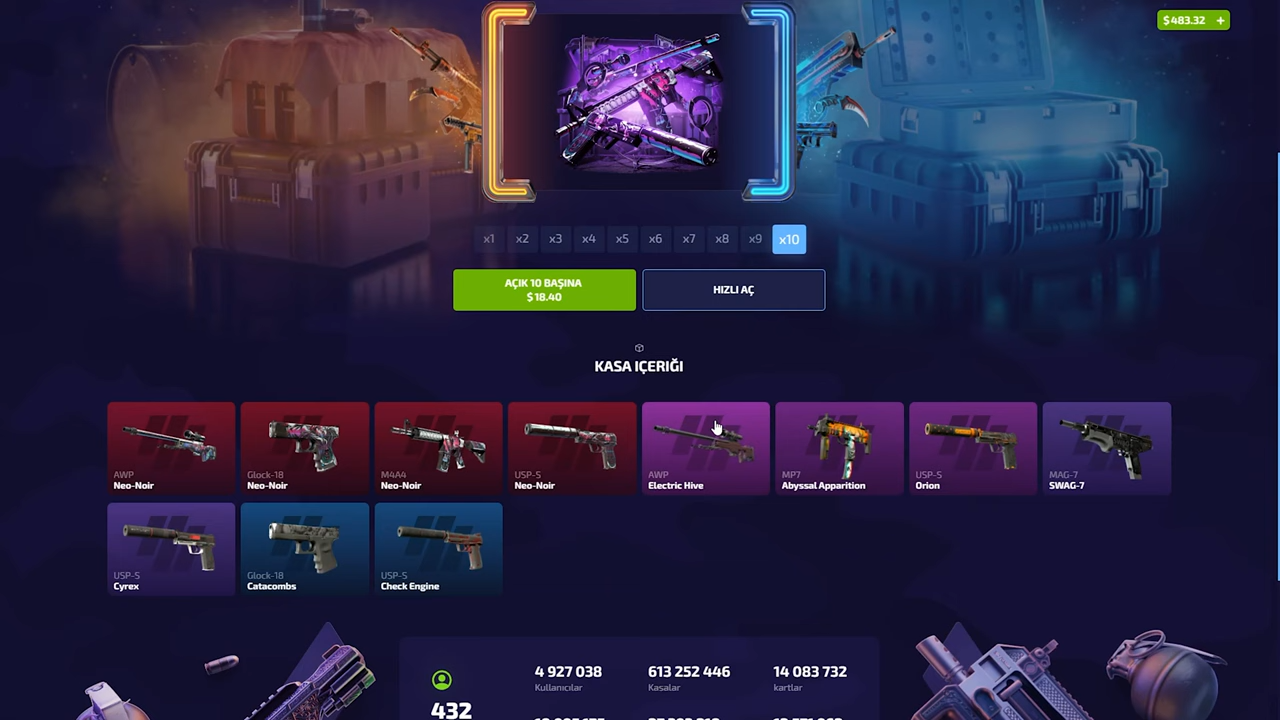 $483.32 +
x1 x2 x3 x4 x5 x6 x7 x8 x9 x10
AÇIK 10 BAŞINA
$18.40
HIZLI AÇ
KASA IÇERIĞI
AWP
Neo-Noir
Glock-18
Neo-Noir
M4A4
Neo-Noir
USP-S
Neo-Noir
AWP
Electric Hive
MP7
Abyssal Apparition
USP-S
Orion
MAG-7
SWAG-7
USP-S
Cyrex
Glock-18
Catacombs
USP-S
Check Engine
432
4 927 038
Kullanıcılar
613 252 446
Kasalar
14 083 732
kartlar